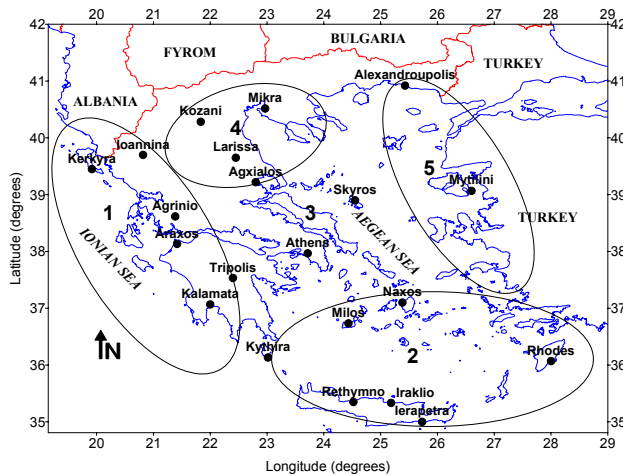 20 21 22 23 24 25 26 27 28 29
42
41
40
39
38
37
36
35
Latitude (degrees)
BULGARIA
FYROM
TURKEY
Alexandroupolis
ALBANIA
Mikra
Kozani
4
Ioannina
Larissa
Kerkyra
5
Agxialos
Skyros
Mytilini
1
Agrinio
3
TURKEY
Araxos
IONIAN SEA
AEGEAN SEA
Athens
Tripolis
Kalamata
Naxos
Milos
N
Kythira
2
Rhodes
Rethymno
Iraklio
Ierapetra
20 21 22 23 24 25 26 27 28 29
Longitude (degrees)